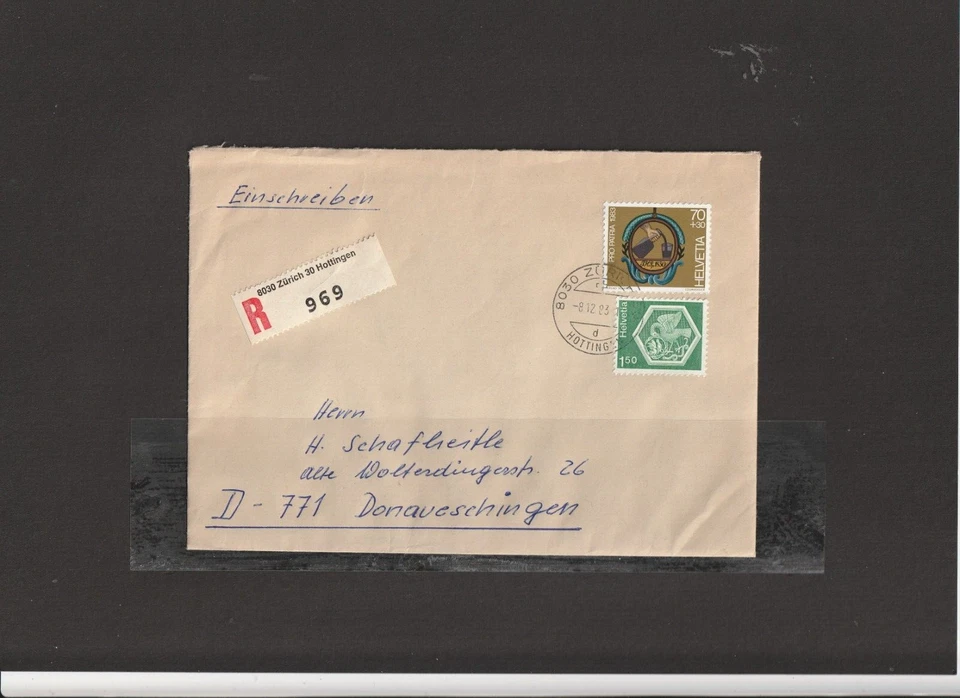 Einschreiben
8030 Zürich 30 Hottingen
R
969
PRO PATRIA 1983
70
+30
HELVETIA
8030 ZÜ
-8.12.83
d
HOTTING
Helvetia
1 50
Herrn
H. Schafheitle
alte Wolterdingerstr. 26
D - 771 Donaueschingen